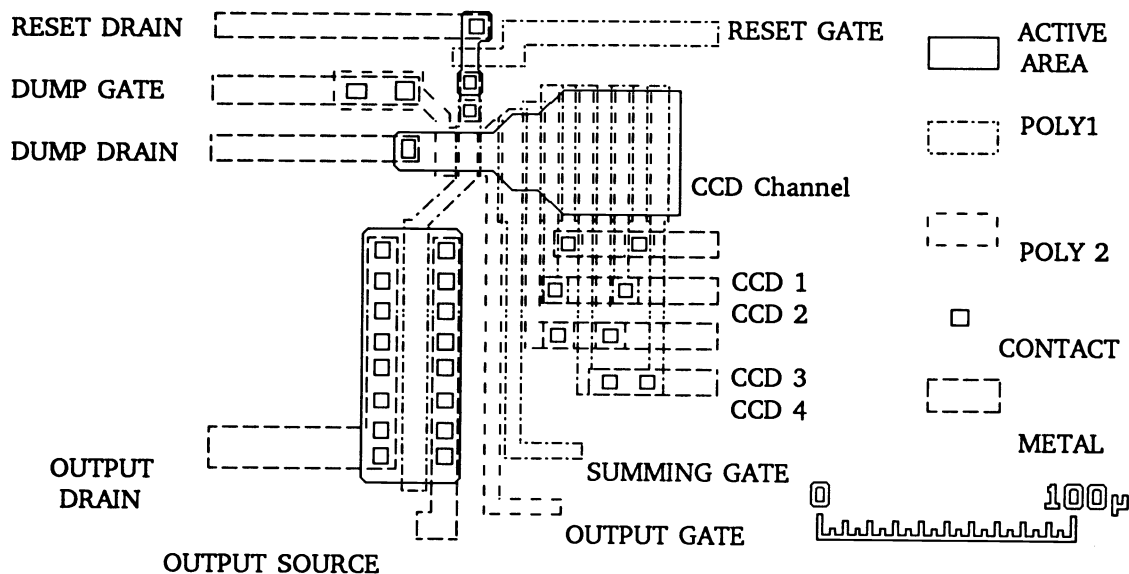 RESET DRAIN
RESET GATE
DUMP GATE
DUMP DRAIN
CCD Channel
CCD 1
CCD 2
CCD 3
CCD 4
OUTPUT
DRAIN
SUMMING GATE
OUTPUT GATE
OUTPUT SOURCE
ACTIVE
AREA
POLY1
POLY 2
CONTACT
METAL
0 100µ